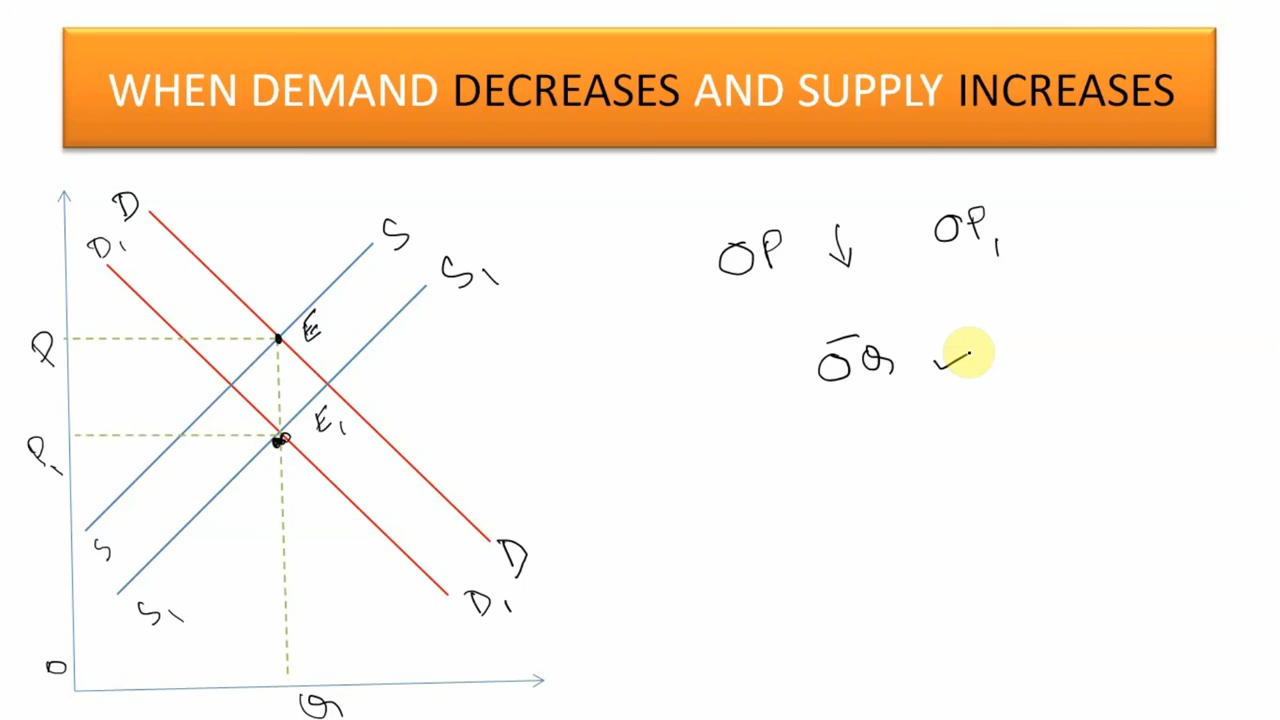 WHEN DEMAND DECREASES AND SUPPLY INCREASES
D
D1
S
S1
OP ↓ OP1
E
P
OQ ✓
E1
P1
S
D
S1
D1
O
Q